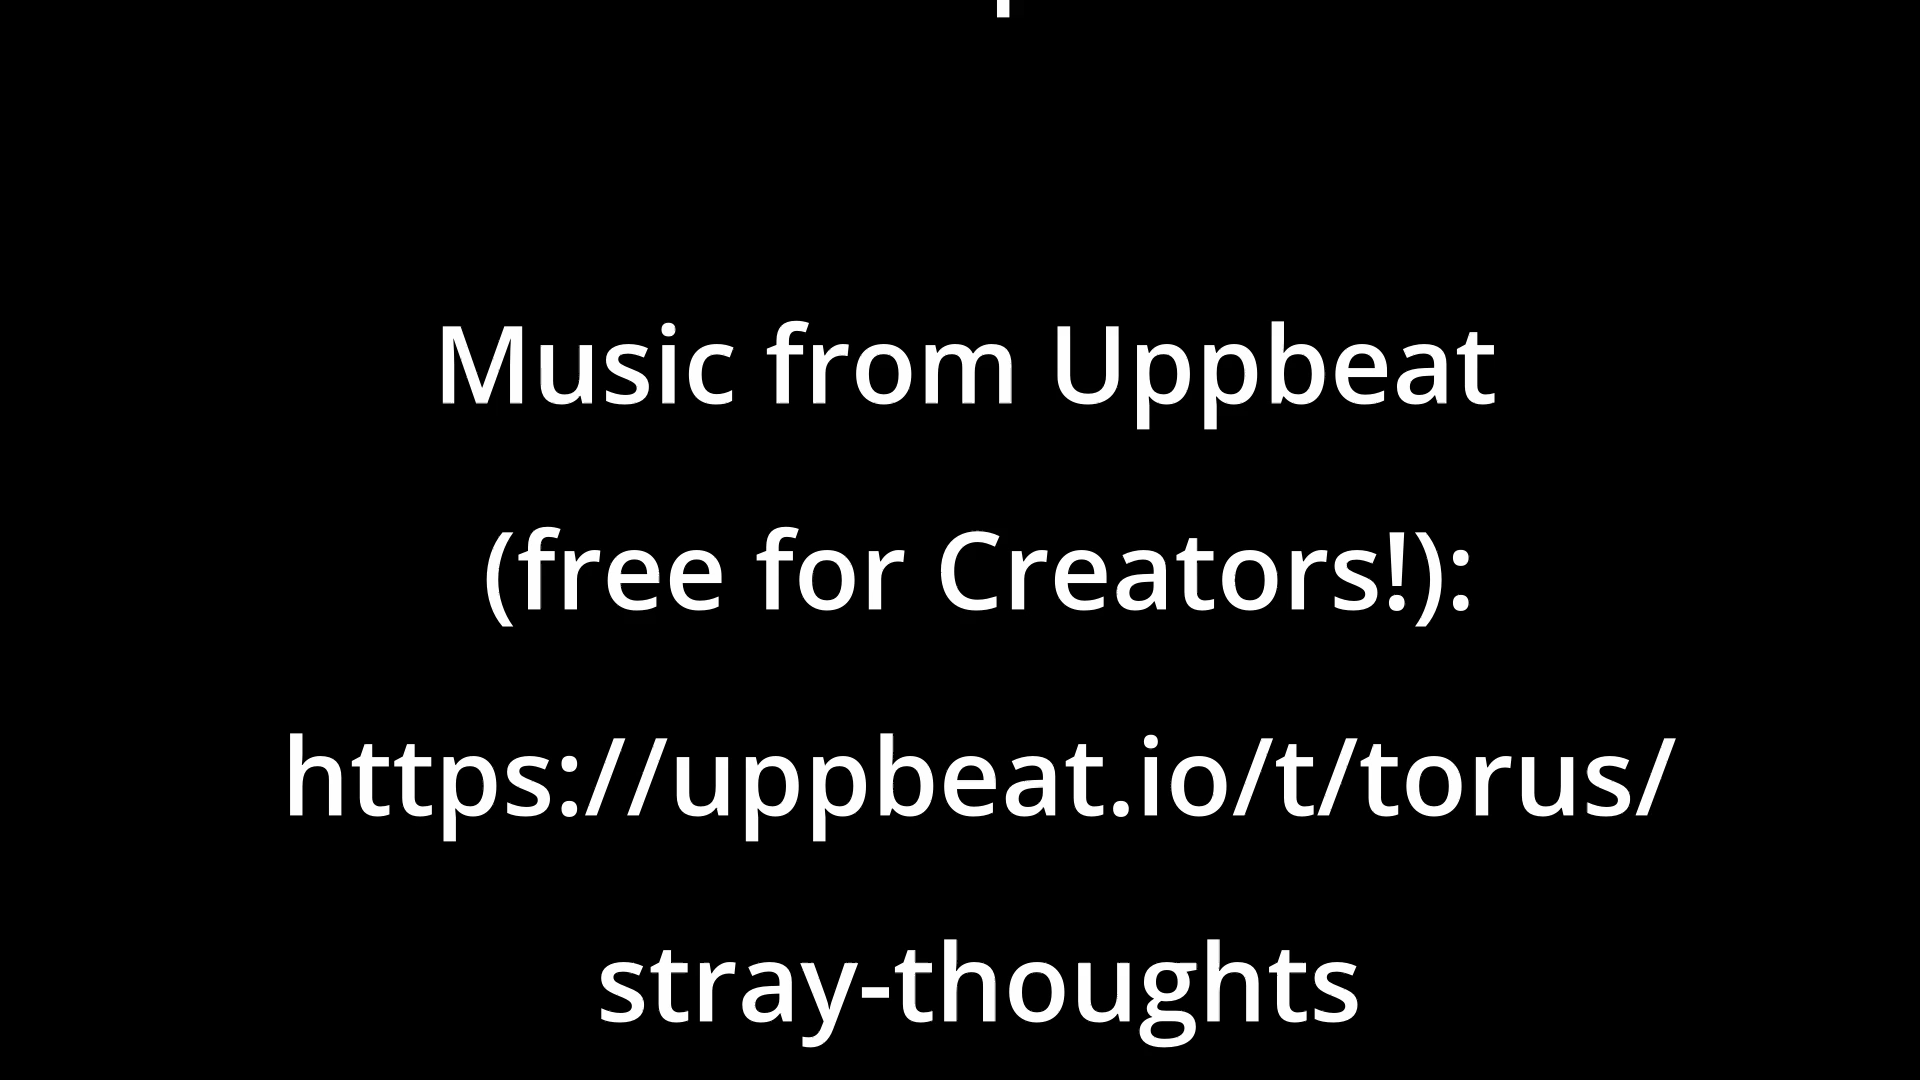 Music from Uppbeat
(free for Creators!):
https://uppbeat.io/t/torus/
stray-thoughts